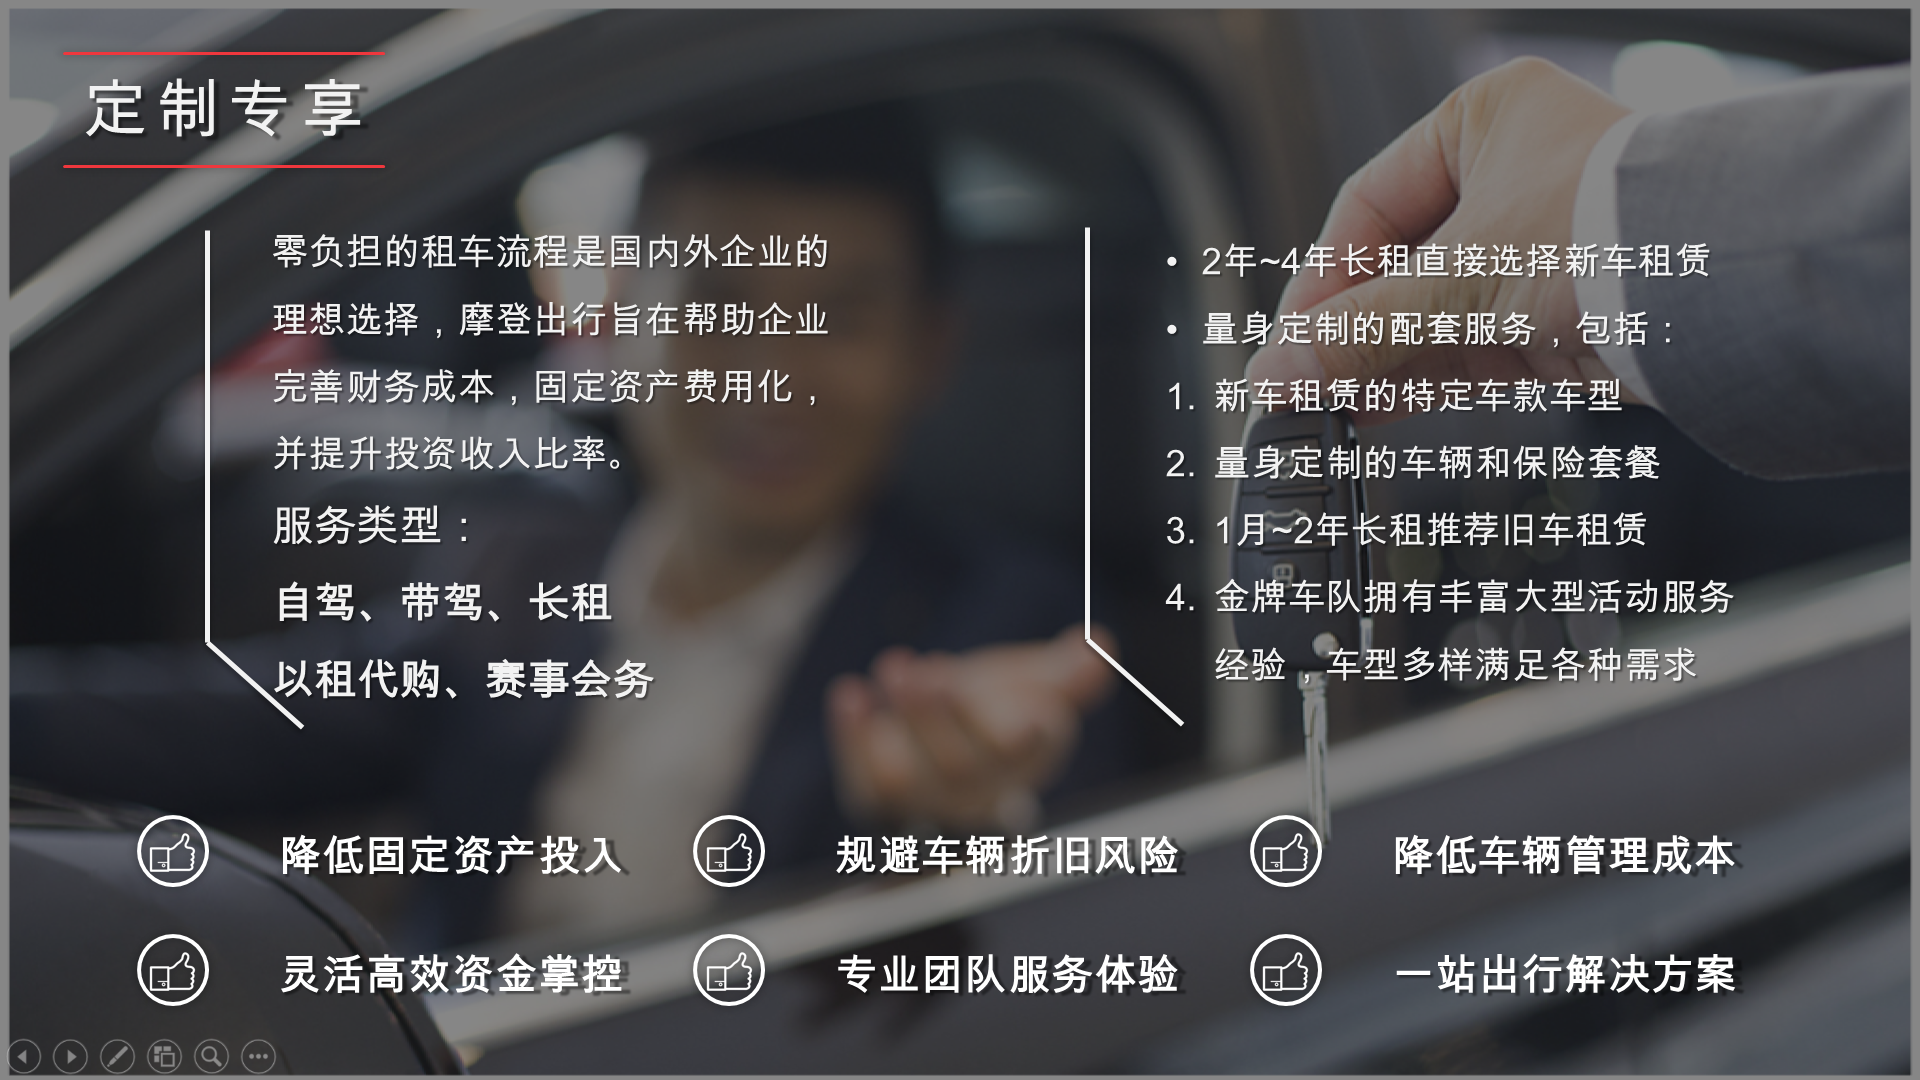 定制专享
零负担的租车流程是国内外企业的
理想选择，摩登出行旨在帮助企业
完善财务成本，固定资产费用化，
并提升投资收入比率。
服务类型：
自驾、带驾、长租
以租代购、赛事会务
• 2年~4年长租直接选择新车租赁
• 量身定制的配套服务，包括：
1. 新车租赁的特定车款车型
2. 量身定制的车辆和保险套餐
3. 1月~2年长租推荐旧车租赁
4. 金牌车队拥有丰富大型活动服务
经验，车型多样满足各种需求
降低固定资产投入
规避车辆折旧风险
降低车辆管理成本
灵活高效资金掌控
专业团队服务体验
一站出行解决方案